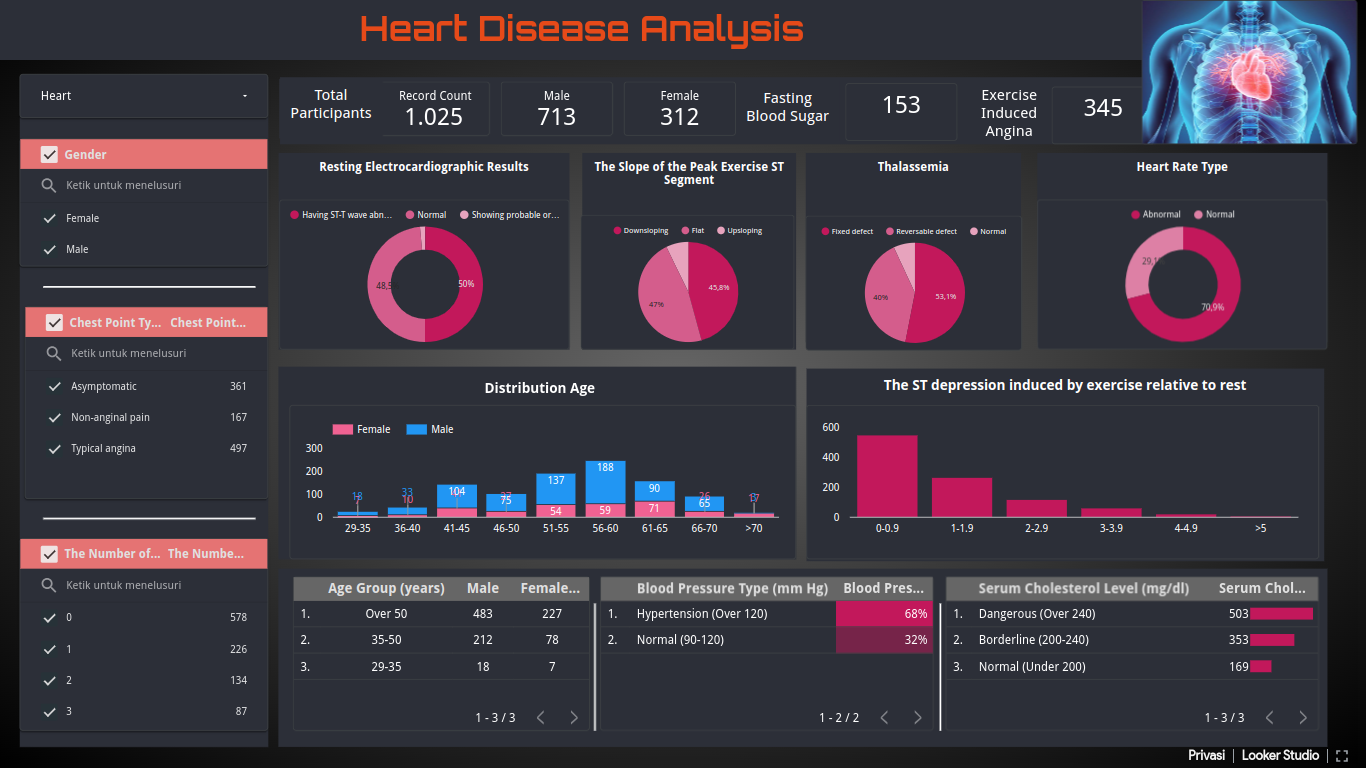 Heart Disease Analysis
Heart
Total
Participants
Record Count
1.025
Male
713
Female
312
Fasting
Blood Sugar
153
Exercise
Induced
Angina
345
Gender
Ketik untuk menelusuri
Female
Male
Chest Point Ty... Chest Point...
Ketik untuk menelusuri
Asymptomatic 361
Non-anginal pain 167
Typical angina 497
The Number of... The Numbe...
Ketik untuk menelusuri
0 578
1 226
2 134
3 87
Resting Electrocardiographic Results
Having ST-T wave abn... Normal Showing probable or...
48,5
50%
The Slope of the Peak Exercise ST
Segment
Downsloping Flat Upsloping
45,8%
47%
Thalassemia
Fixed defect Reversable defect Normal
40%
53,1%
Heart Rate Type
Abnormal Normal
29,1
70,9%
Distribution Age
Female Male
300
200
100
0
18
33
10
104
75
137
54
188
59
90
71
26
65
29-35 36-40 41-45 46-50 51-55 56-60 61-65 66-70 >70
The ST depression induced by exercise relative to rest
600
400
200
0
0-0.9 1-1.9 2-2.9 3-3.9 4-4.9 >5
Age Group (years) Male Female...
1. Over 50 483 227
2. 35-50 212 78
3. 29-35 18 7
1 - 3 / 3
Blood Pressure Type (mm Hg) Blood Pres...
1. Hypertension (Over 120) 68%
2. Normal (90-120) 32%
1 - 2 / 2
Serum Cholesterol Level (mg/dl) Serum Chol...
1. Dangerous (Over 240) 503
2. Borderline (200-240) 353
3. Normal (Under 200) 169
1 - 3 / 3
Privasi Looker Studio